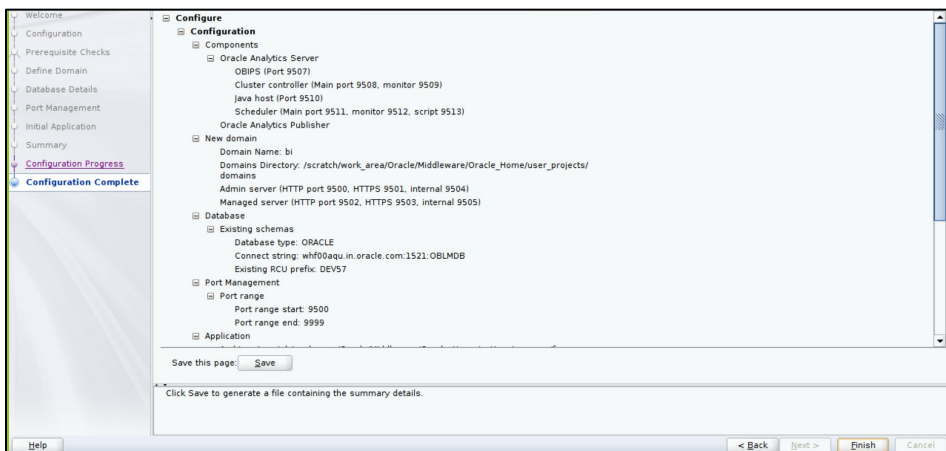 Welcome
Configuration
Prerequisite Checks
Define Domain
Database Details
Port Management
Initial Application
Summary
Configuration Progress
Configuration Complete
Configure
Configuration
Components
Oracle Analytics Server
OBIPS (Port 9507)
Cluster controller (Main port 9508, monitor 9509)
Java host (Port 9510)
Scheduler (Main port 9511, monitor 9512, script 9513)
Oracle Analytics Publisher
New domain
Domain Name: bi
Domains Directory: /scratch/work_area/Oracle/Middleware/Oracle_Home/user_projects/
domains
Admin server (HTTP port 9500, HTTPS 9501, internal 9504)
Managed server (HTTP port 9502, HTTPS 9503, internal 9505)
Database
Existing schemas
Database type: ORACLE
Connect string: whf00aqu.in.oracle.com:1521:OBLMDB
Existing RCU prefix: DEV57
Port Management
Port range
Port range start: 9500
Port range end: 9999
Application
Save this page: Save
Click Save to generate a file containing the summary details.
Help
< Back
Next >
Finish
Cancel